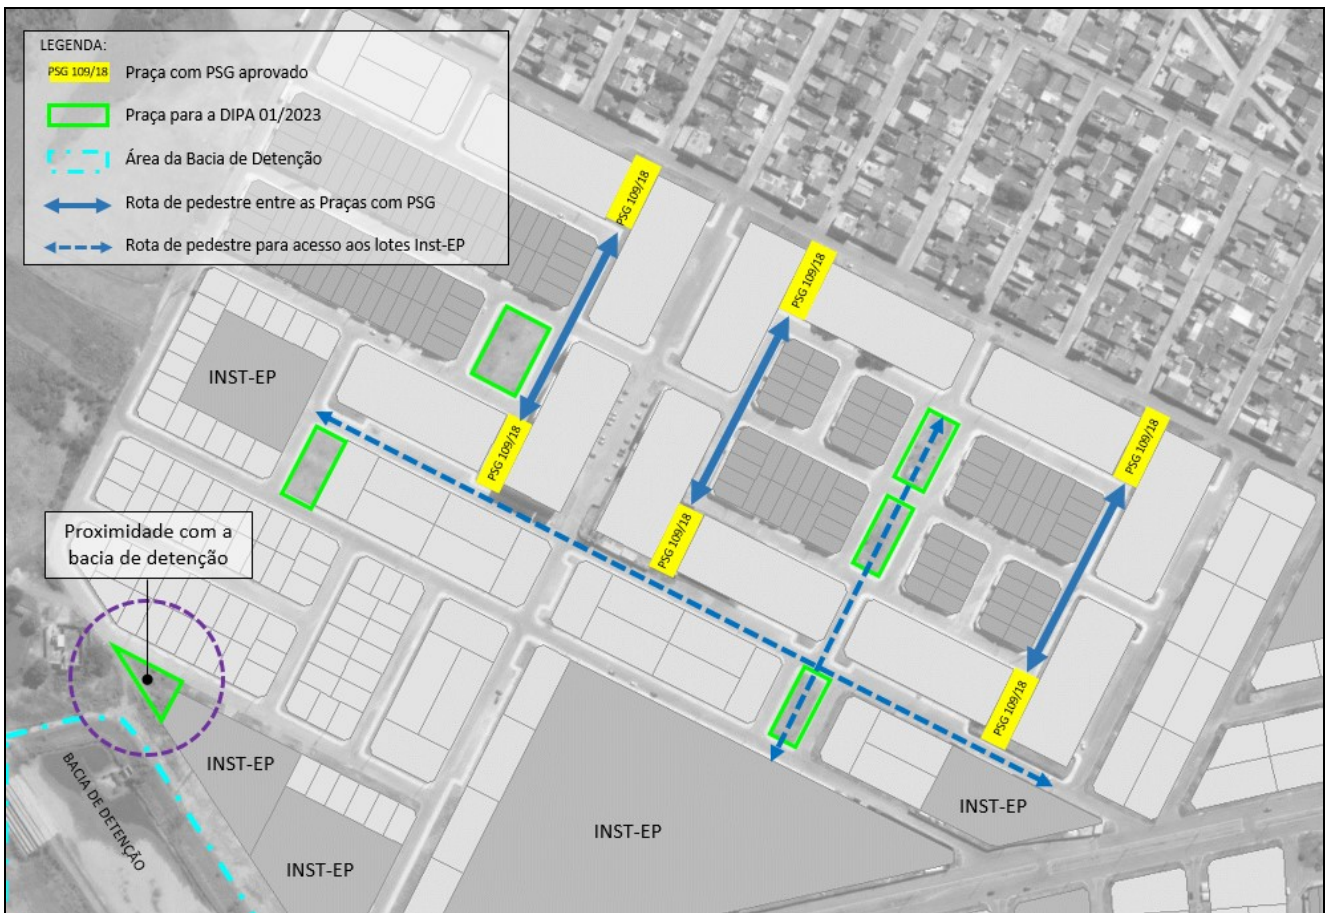 LEGENDA:
PSG 109/18 Praça com PSG aprovado
Praça para a DIPA 01/2023
Área da Bacia de Detenção
Rota de pedestre entre as Praças com PSG
Rota de pedestre para acesso aos lotes Inst-EP
PSG 109/18
PSG 109/18
INST-EP
PSG 109/18
PSG 109/18
PSG 109/18
Proximidade com a
bacia de detenção
PSG 109/18
INST-EP
BACIA DE DETENÇÃO
INST-EP
INST-EP
INST-EP